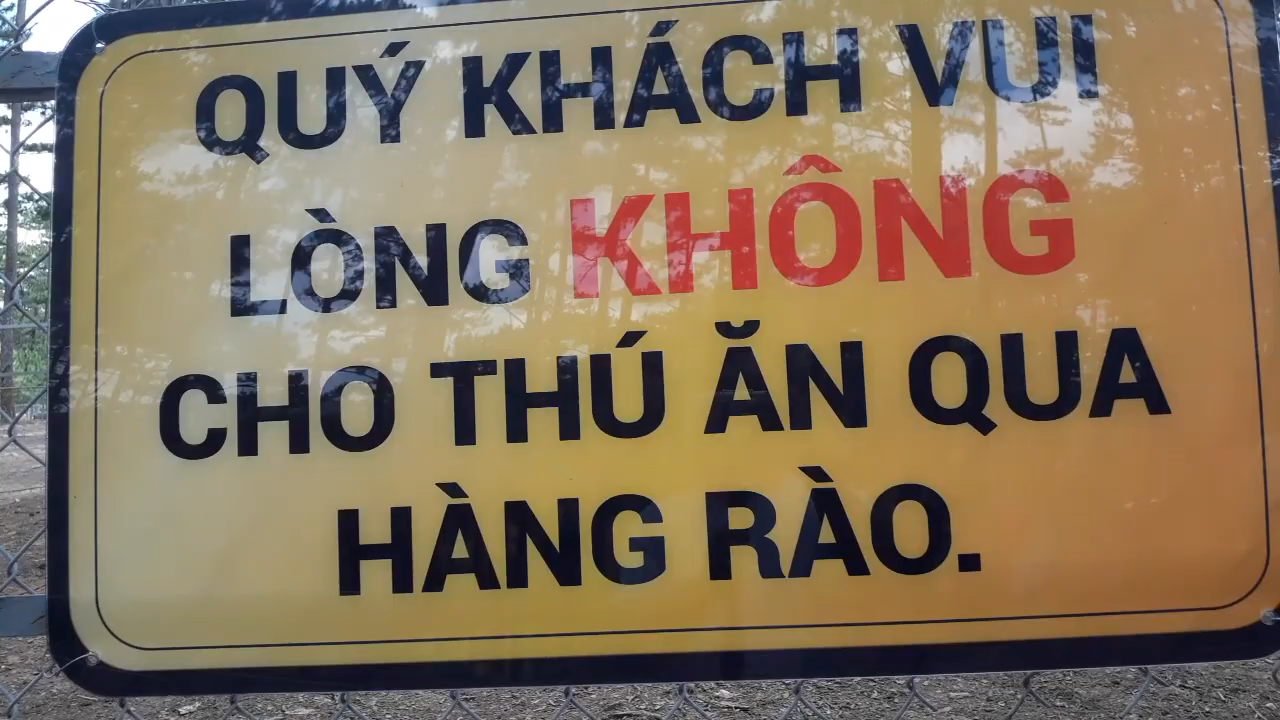 QUÝ KHÁCH VUI
LÒNG KHÔNG
CHO THÚ ĂN QUA
HÀNG RÀO.